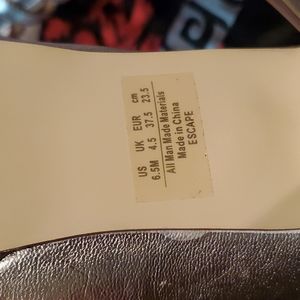 US UK EUR cm
6.5M 4.5 37.5 23.5
All Man Made Materials
Made in China
ESCAPE